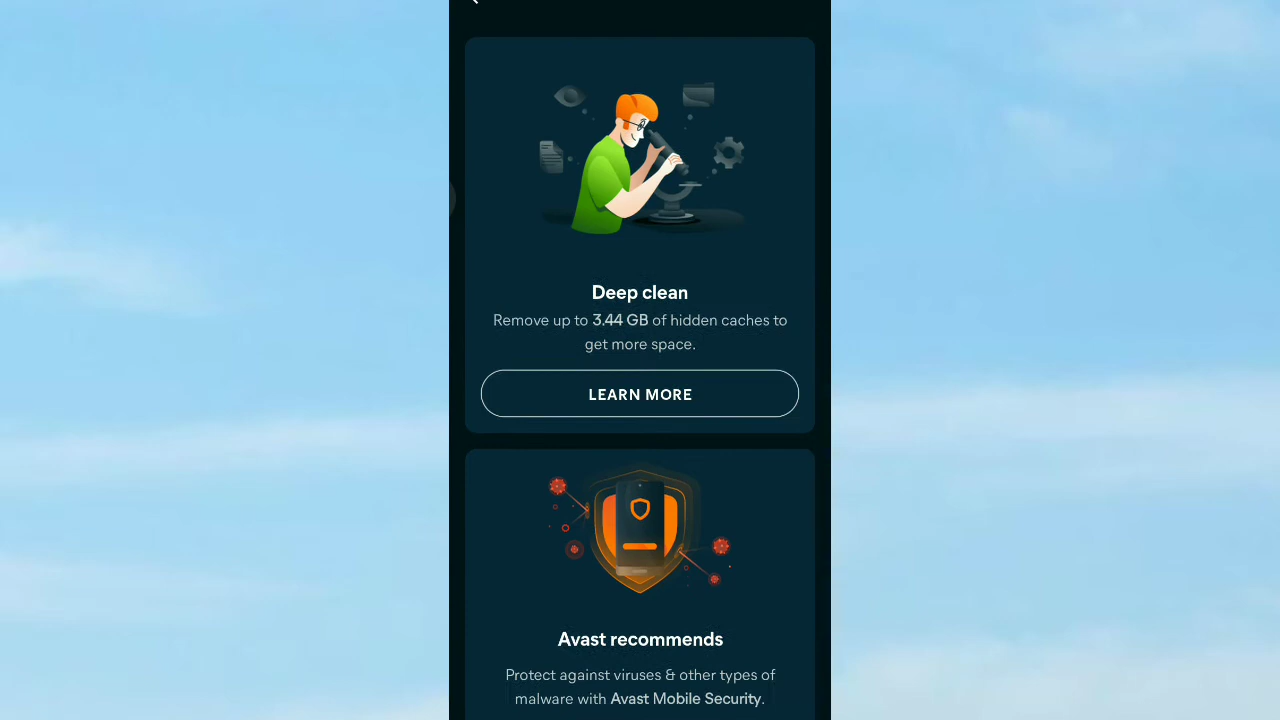 Deep clean
Remove up to 3.44 GB of hidden caches to
get more space.
LEARN MORE
Avast recommends
Protect against viruses & other types of
malware with Avast Mobile Security.